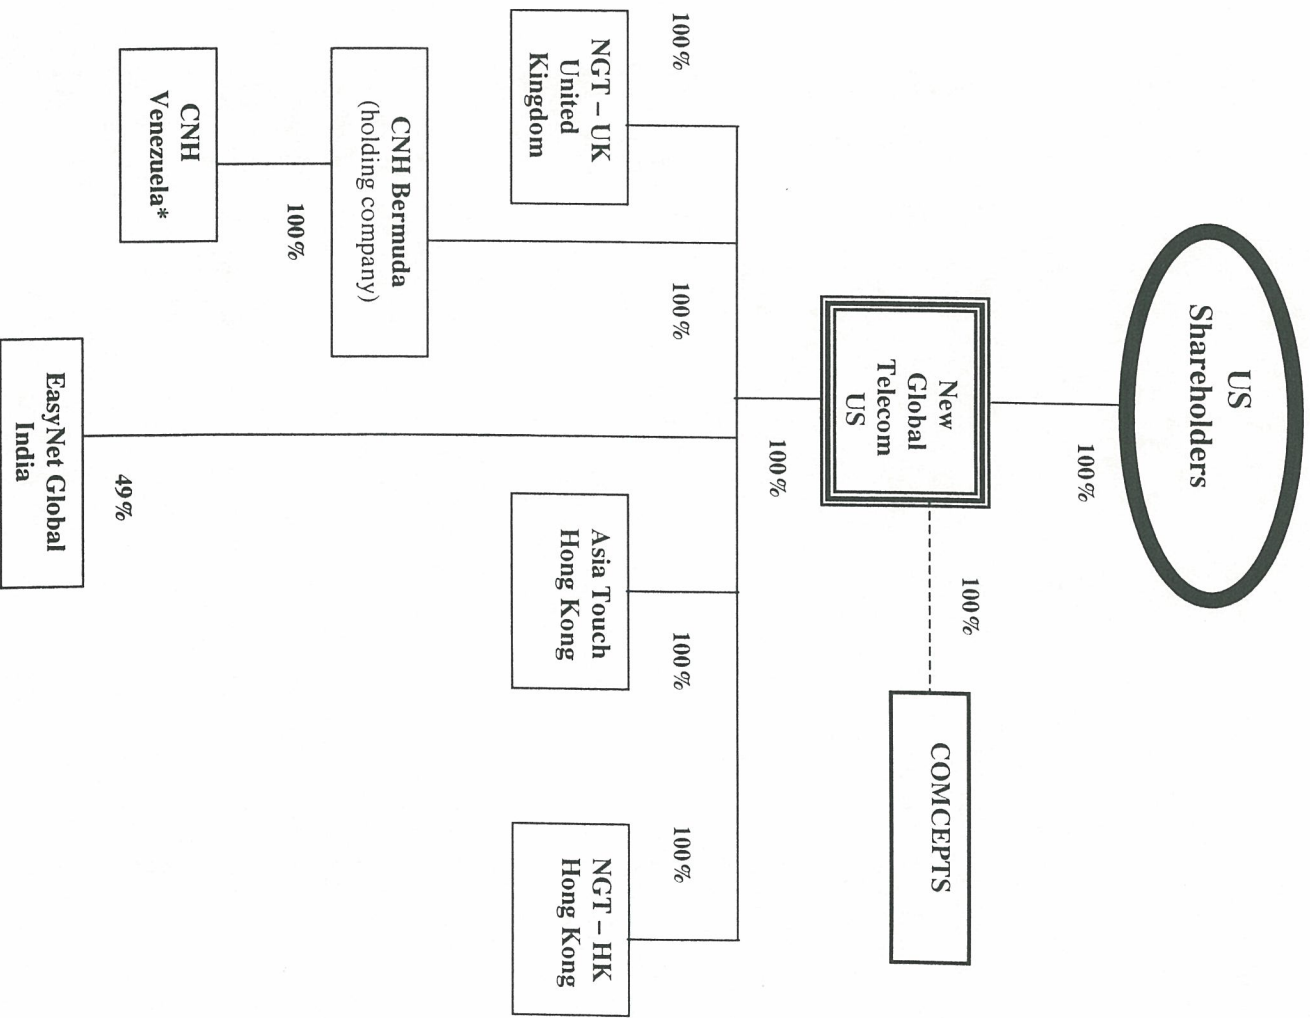 US
Shareholders
100%
New
Global
Telecom
US
100%
COMCEPTS
100%
100%
NGT – UK
United
Kingdom
100%
CNH Bermuda
(holding company)
100%
CNH
Venezuela*
49%
EasyNet Global
India
100%
Asia Touch
Hong Kong
100%
NGT – HK
Hong Kong